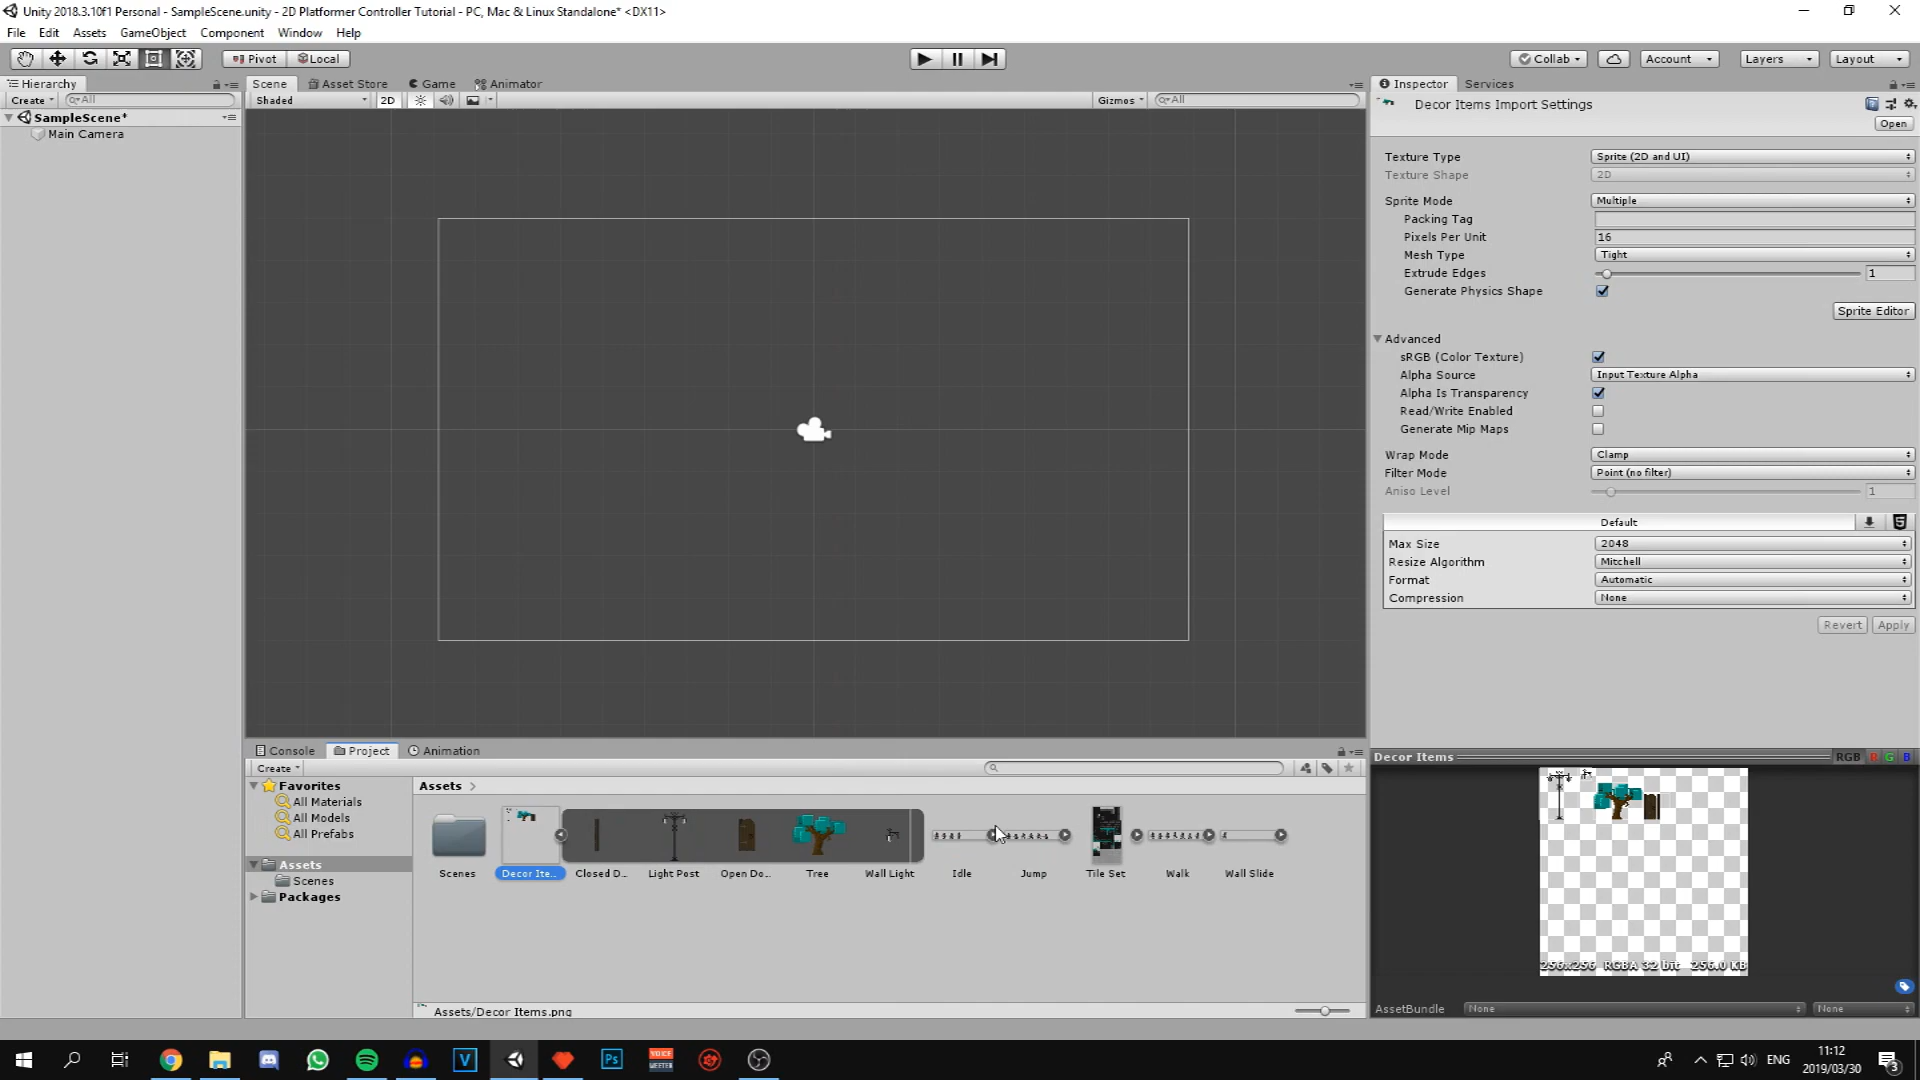 Unity 2018.3.10f1 Personal - SampleScene.unity - 2D Platformer Controller Tutorial - PC, Mac & Linux Standalone* <DX11>
File Edit Assets GameObject Component Window Help
Pivot Local Collab Account Layers Layout
Hierarchy
Create All
SampleScene*
Main Camera
Scene Asset Store Game Animator
Shaded 2D Gizmos All
Inspector Services
Decor Items Import Settings
Open
Texture Type Sprite (2D and UI)
Texture Shape 2D
Sprite Mode Multiple
Packing Tag
Pixels Per Unit 16
Mesh Type Tight
Extrude Edges 1
Generate Physics Shape
Sprite Editor
Advanced
sRGB (Color Texture)
Alpha Source Input Texture Alpha
Alpha Is Transparency
Read/Write Enabled
Generate Mip Maps
Wrap Mode Clamp
Filter Mode Point (no filter)
Aniso Level 1
Default
Max Size 2048
Resize Algorithm Mitchell
Format Automatic
Compression None
Revert Apply
Console Project Animation
Create
Favorites
All Materials
All Models
All Prefabs
Assets
Scenes
Packages
Assets
Scenes Decor Ite... Closed D... Light Post Open Do... Tree Wall Light Idle Jump Tile Set Walk Wall Slide
Assets/Decor Items.png
Decor Items RGB R G B
256x256 RGBA 32 bit 256.0 KB
AssetBundle None None
V Ps VOICE MEETER
ENG
11:12
2019/03/30
3